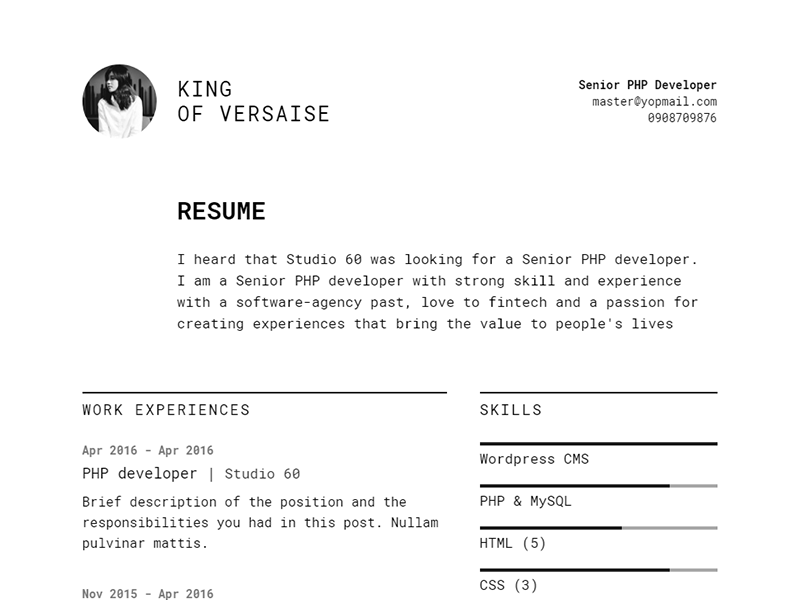 KING
OF VERSAISE
Senior PHP Developer
master@yopmail.com
0908709876
RESUME
I heard that Studio 60 was looking for a Senior PHP developer.
I am a Senior PHP developer with strong skill and experience
with a software-agency past, love to fintech and a passion for
creating experiences that bring the value to people's lives
WORK EXPERIENCES
Apr 2016 - Apr 2016
PHP developer | Studio 60
Brief description of the position and the
responsibilities you had in this post. Nullam
pulvinar mattis.
Nov 2015 - Apr 2016
SKILLS
Wordpress CMS
PHP & MySQL
HTML (5)
CSS (3)